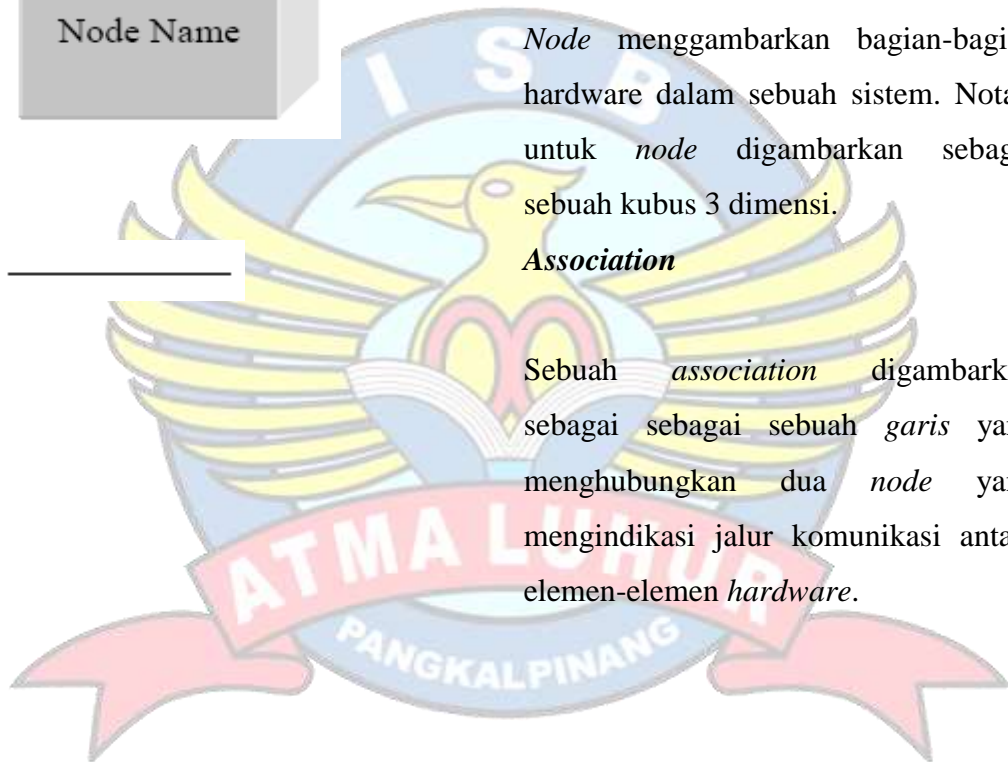 Node Name
Node menggambarkan bagian-bagi
hardware dalam sebuah sistem. Nota
untuk node digambarkan sebag
sebuah kubus 3 dimensi.
Association
Sebuah association digambark
sebagai sebagai sebuah garis ya
menghubungkan dua node ya
mengindikasi jalur komunikasi anta
elemen-elemen hardware.
I S B
ATMA LUHUR
PANGKALPINANG